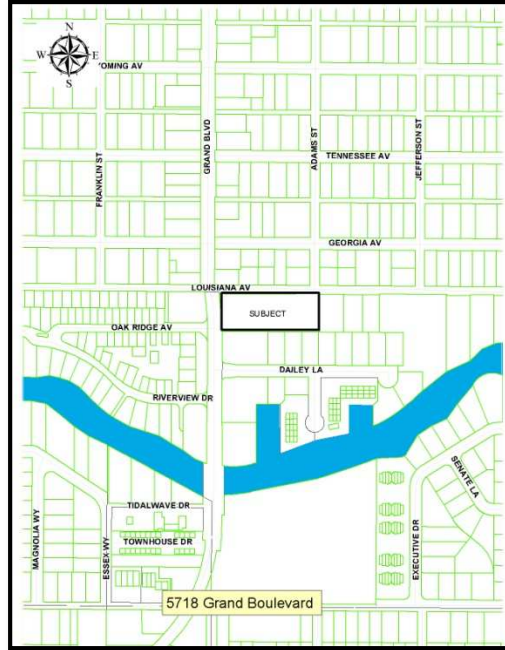 N
W E
S
YOMING AV
FRANKLIN ST
GRAND BLVD
ADAMS ST
JEFFERSON ST
TENNESSEE AV
GEORGIA AV
LOUISIANA AV
SUBJECT
OAK RIDGE AV
DAILEY LA
RIVERVIEW DR
SENATE LA
MAGNOLIA WY
ESSEX WY
TIDALWAVE DR
TOWNHOUSE DR
EXECUTIVE DR
5718 Grand Boulevard